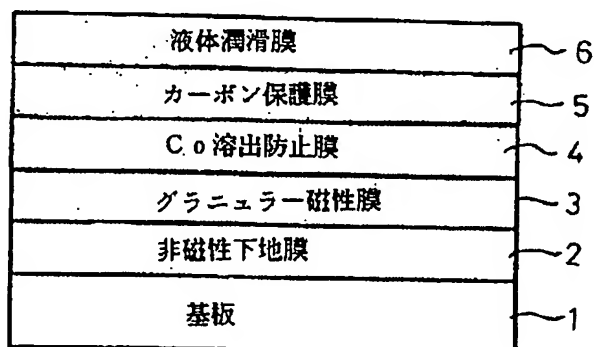 液体潤滑膜 6
カーボン保護膜 5
Co溶出防止膜 4
グラニュラー磁性膜 3
非磁性下地膜 2
基板 1